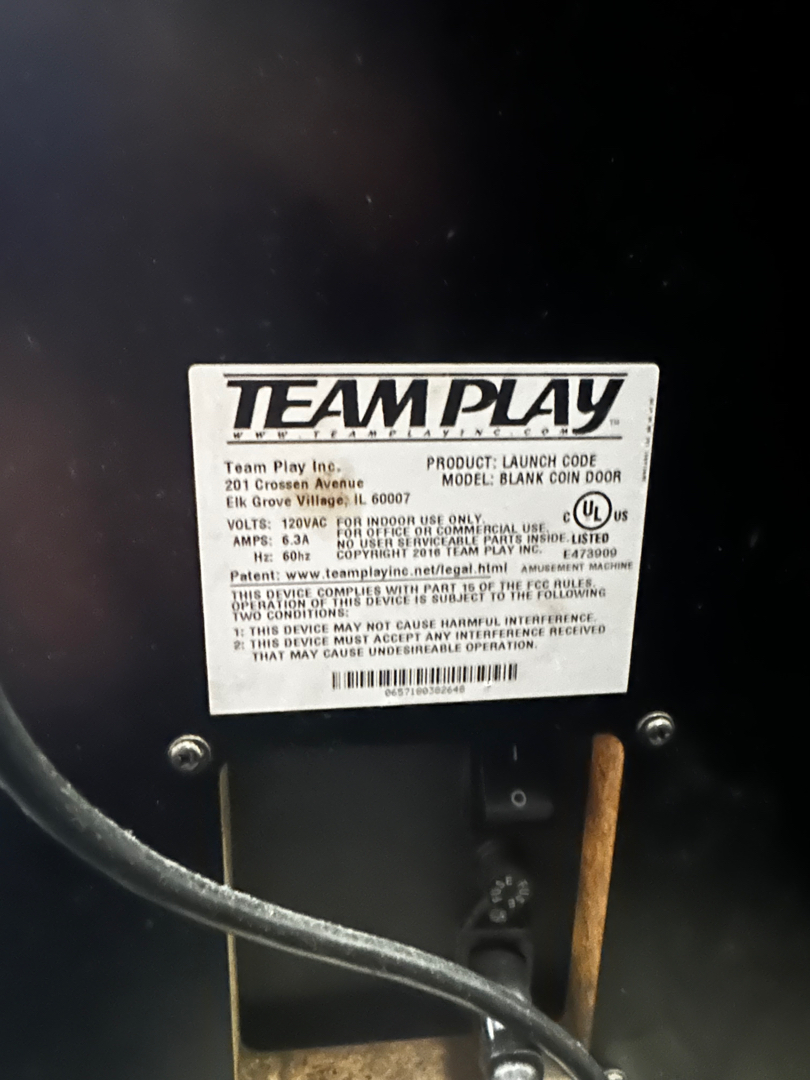 TEAM PLAY™
WWW.TEAMPLAYINC.COM
Team Play Inc.
201 Crossen Avenue
Elk Grove Village, IL 60007
PRODUCT: LAUNCH CODE
MODEL: BLANK COIN DOOR
VOLTS: 120VAC
AMPS: 6.3A
Hz: 60hz
FOR INDOOR USE ONLY.
FOR OFFICE OR COMMERCIAL USE.
NO USER SERVICEABLE PARTS INSIDE.
COPYRIGHT 2016 TEAM PLAY INC.
C UL US
LISTED
E473909
AMUSEMENT MACHINE
Patent: www.teamplayinc.net/legal.html
THIS DEVICE COMPLIES WITH PART 15 OF THE FCC RULES.
OPERATION OF THIS DEVICE IS SUBJECT TO THE FOLLOWING
TWO CONDITIONS:
1: THIS DEVICE MAY NOT CAUSE HARMFUL INTERFERENCE.
2: THIS DEVICE MUST ACCEPT ANY INTERFERENCE RECEIVED
THAT MAY CAUSE UNDESIREABLE OPERATION.
0657180302648